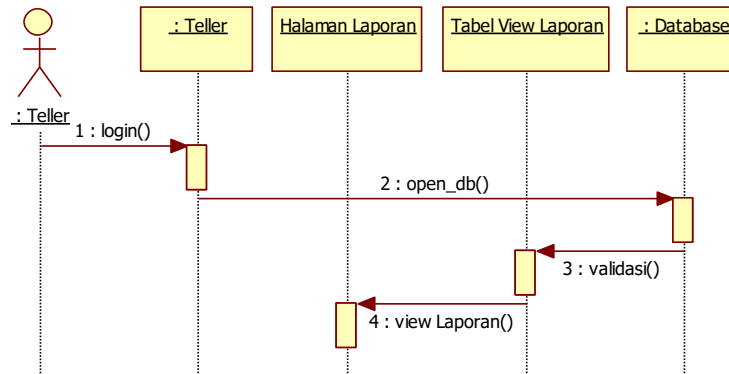 : Teller
Halaman Laporan
Tabel View Laporan
: Database
: Teller
1 : login()
2 : open_db()
3 : validasi()
4 : view Laporan()